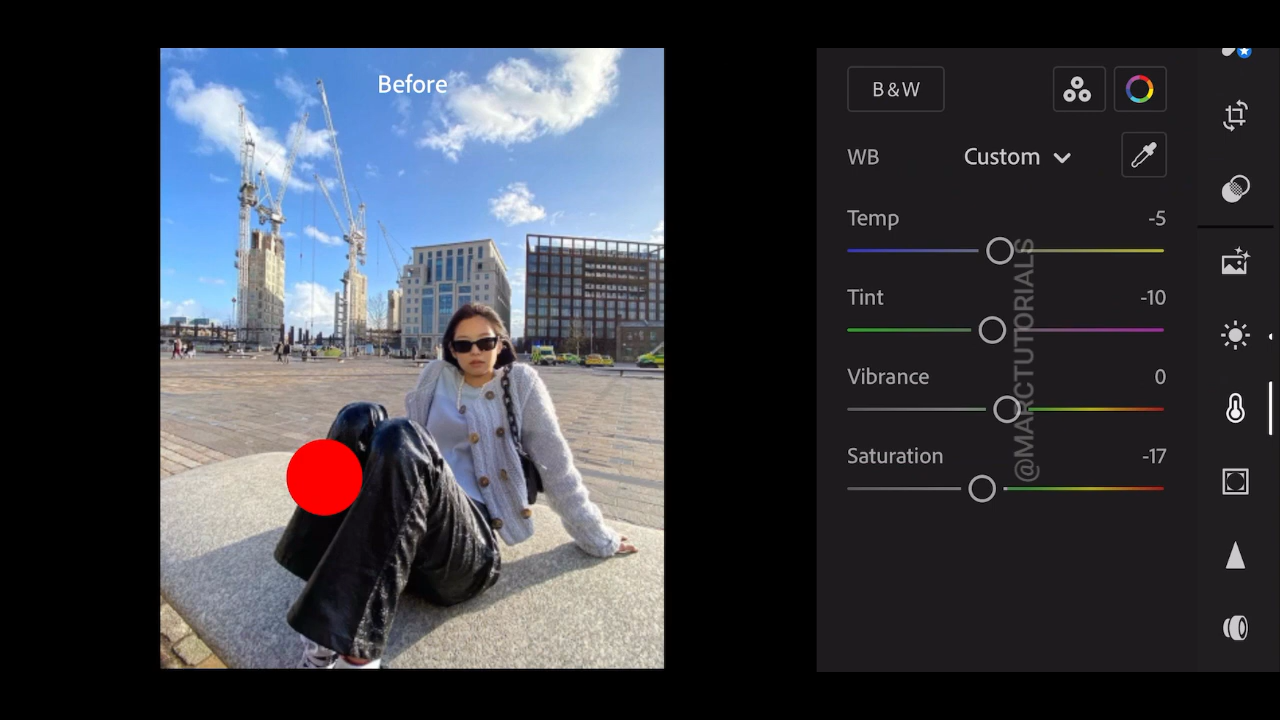 Before
B&W
WB Custom
Temp -5
Tint -10
Vibrance 0
Saturation -17
@MARCTUTORIALS